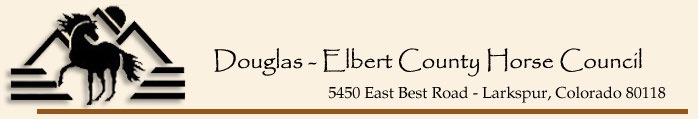 Douglas - Elbert County Horse Council
5450 East Best Road - Larkspur, Colorado 80118